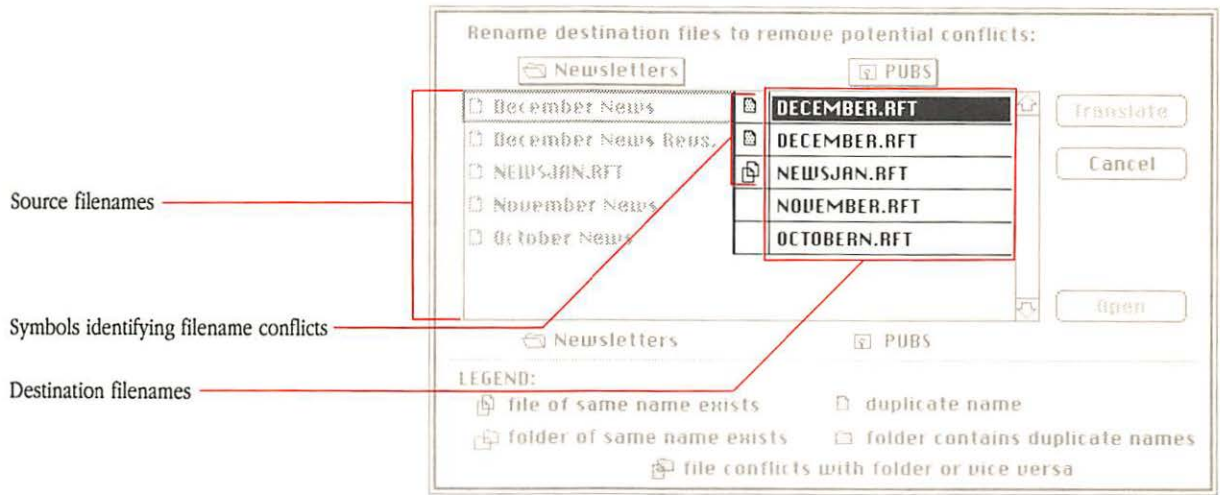 Rename destination files to remove potential conflicts:
Newsletters PUBS
December News DECEMBER.RFT Translate
December News Revs. DECEMBER.RFT
NEWSJAN.RFT NEWSJAN.RFT Cancel
November News NOVEMBER.RFT
October News OCTOBERN.RFT
Open
Newsletters PUBS
Source filenames
Symbols identifying filename conflicts
Destination filenames
LEGEND:
file of same name exists duplicate name
folder of same name exists folder contains duplicate names
file conflicts with folder or vice versa